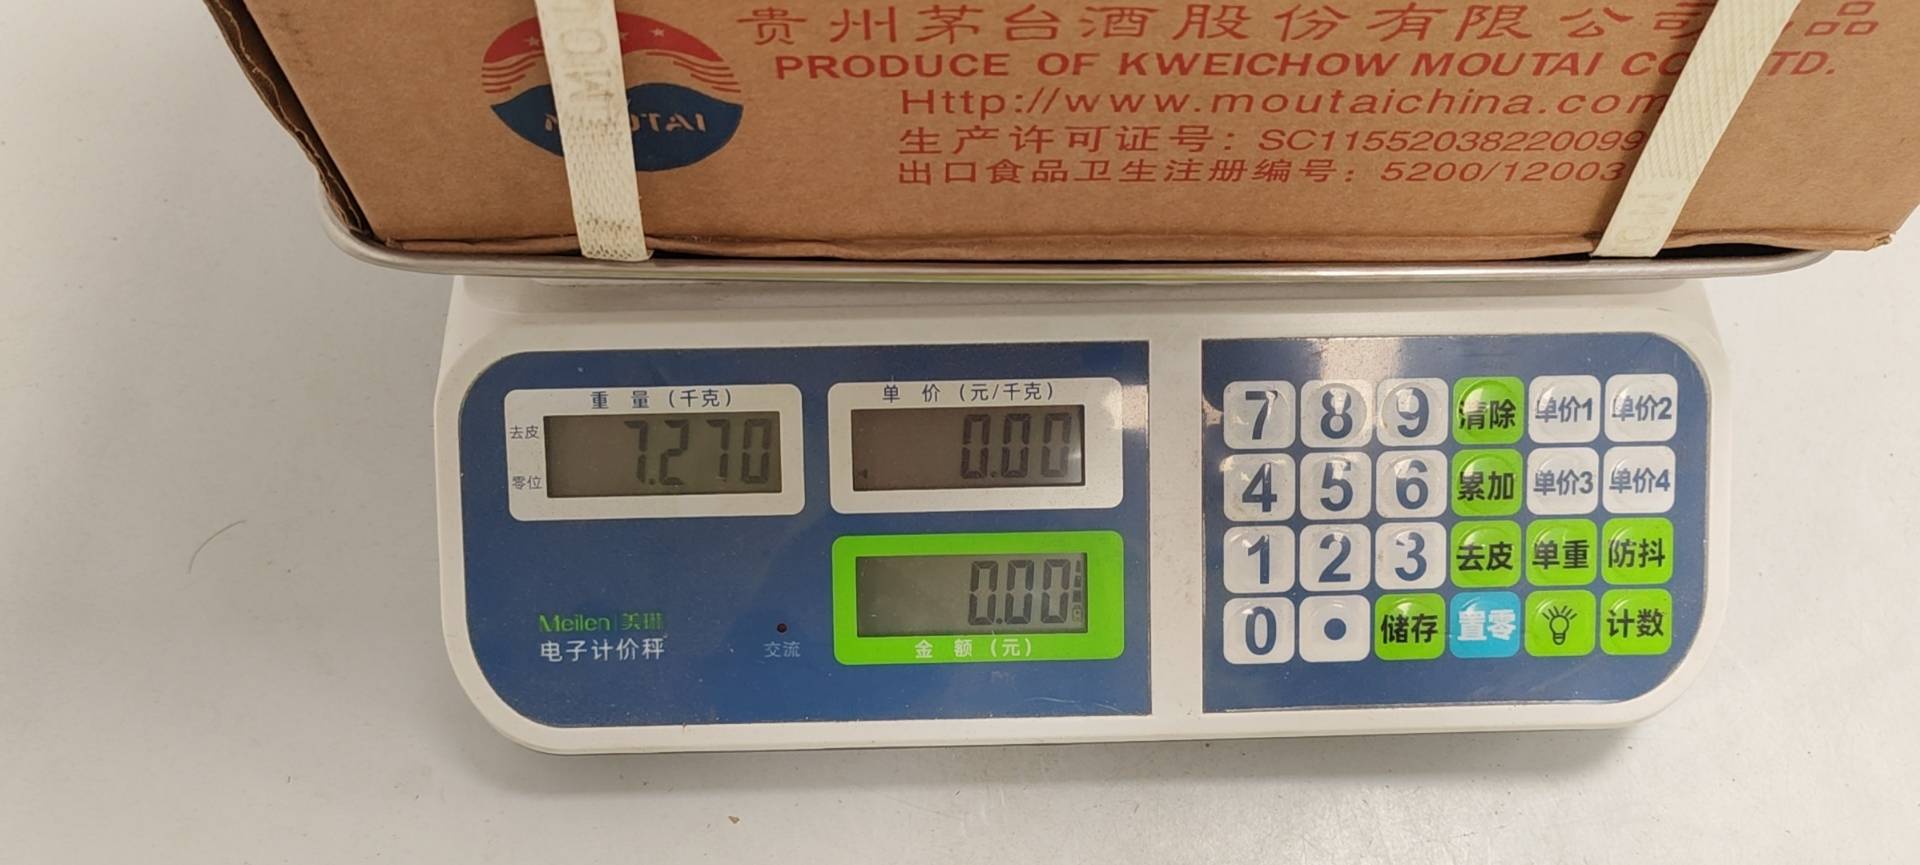 贵州茅台酒股份有限公司
品
PRODUCE OF KWEICHOW MOUTAI CO TD.
Http://www.moutaichina.com
生产许可证号：SC11552038220099
出口食品卫生注册编号：5200/12003
重 量 (千克)
去皮
零位
7.270
单 价 (元/千克)
0.00
0.00
金 额 (元)
Meilen 美琳
电子计价秤
交流
7 8 9 清除 单价1 单价2
4 5 6 累加 单价3 单价4
1 2 3 去皮 单重 防抖
0 • 储存 置零 计数